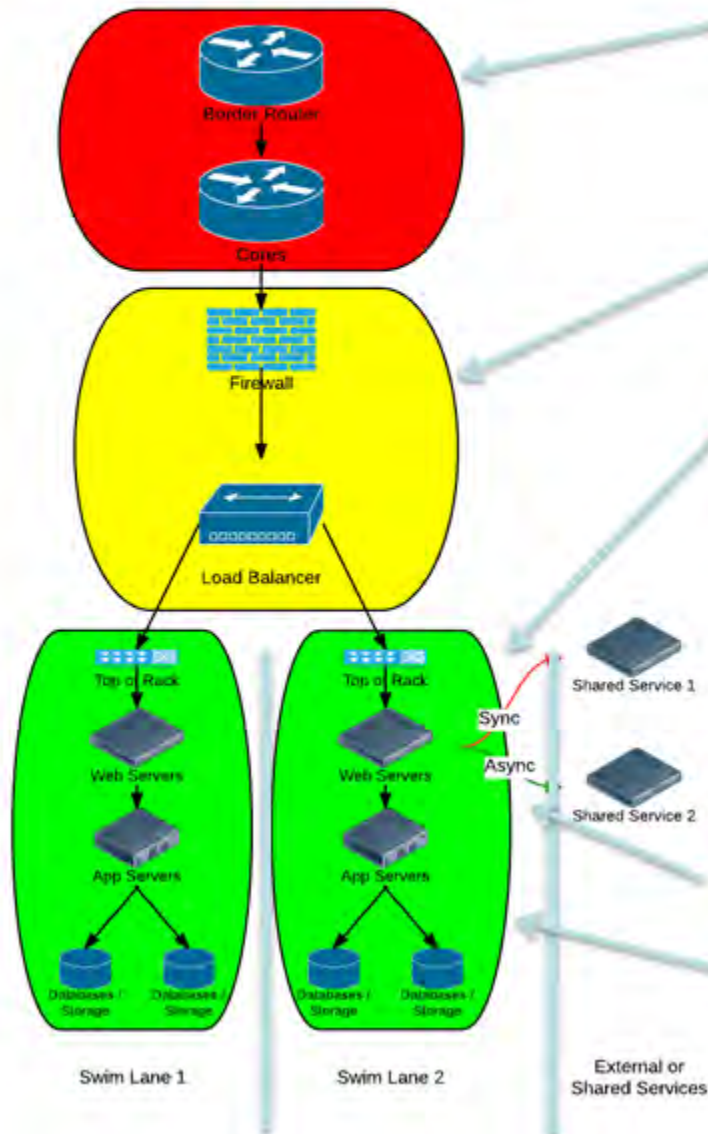 Border Router
Cores
Firewall
Load Balancer
Top of Rack
Top of Rack
Shared Service 1
Sync
Web Servers
Web Servers
Async
Shared Service 2
App Servers
App Servers
Databases /
Storage
Databases /
Storage
Databases /
Storage
Databases /
Storage
Swim Lane 1
Swim Lane 2
External or
Shared Services